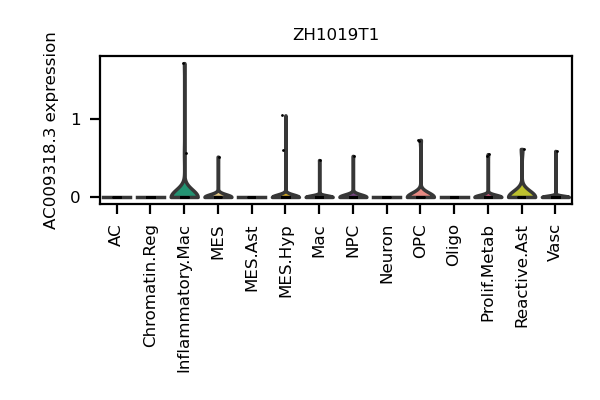 ZH1019T1
AC009318.3 expression
1
0
AC
Chromatin.Reg
Inflammatory.Mac
MES
MES.Ast
MES.Hyp
Mac
NPC
Neuron
OPC
Oligo
Prolif.Metab
Reactive.Ast
Vasc